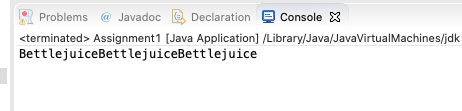 Problems @ Javadoc Declaration Console
<terminated> Assignment1 [Java Application] /Library/Java/JavaVirtualMachines/jdk
BettlejuiceBettlejuiceBettlejuice